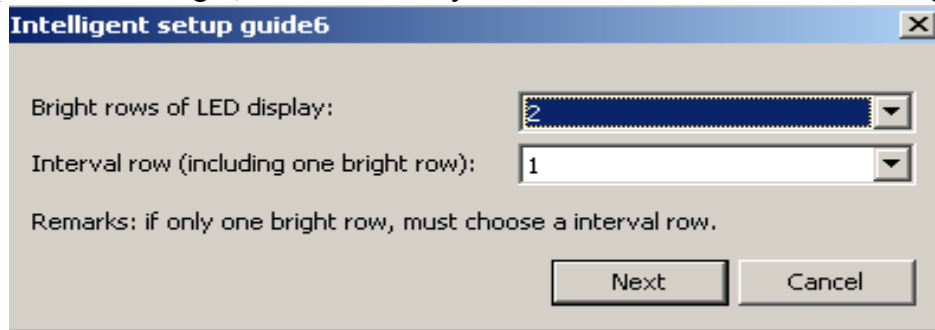 Intelligent setup guide6
Bright rows of LED display: 2
Interval row (including one bright row): 1
Remarks: if only one bright row, must choose a interval row.
Next Cancel